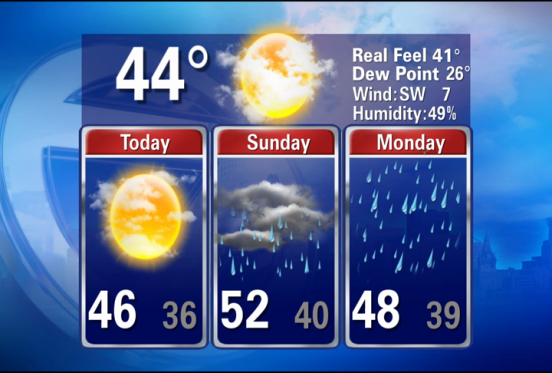 44°
Real Feel 41°
Dew Point 26°
Wind:SW 7
Humidity:49%
Today
Sunday
Monday
46 36
52 40
48 39